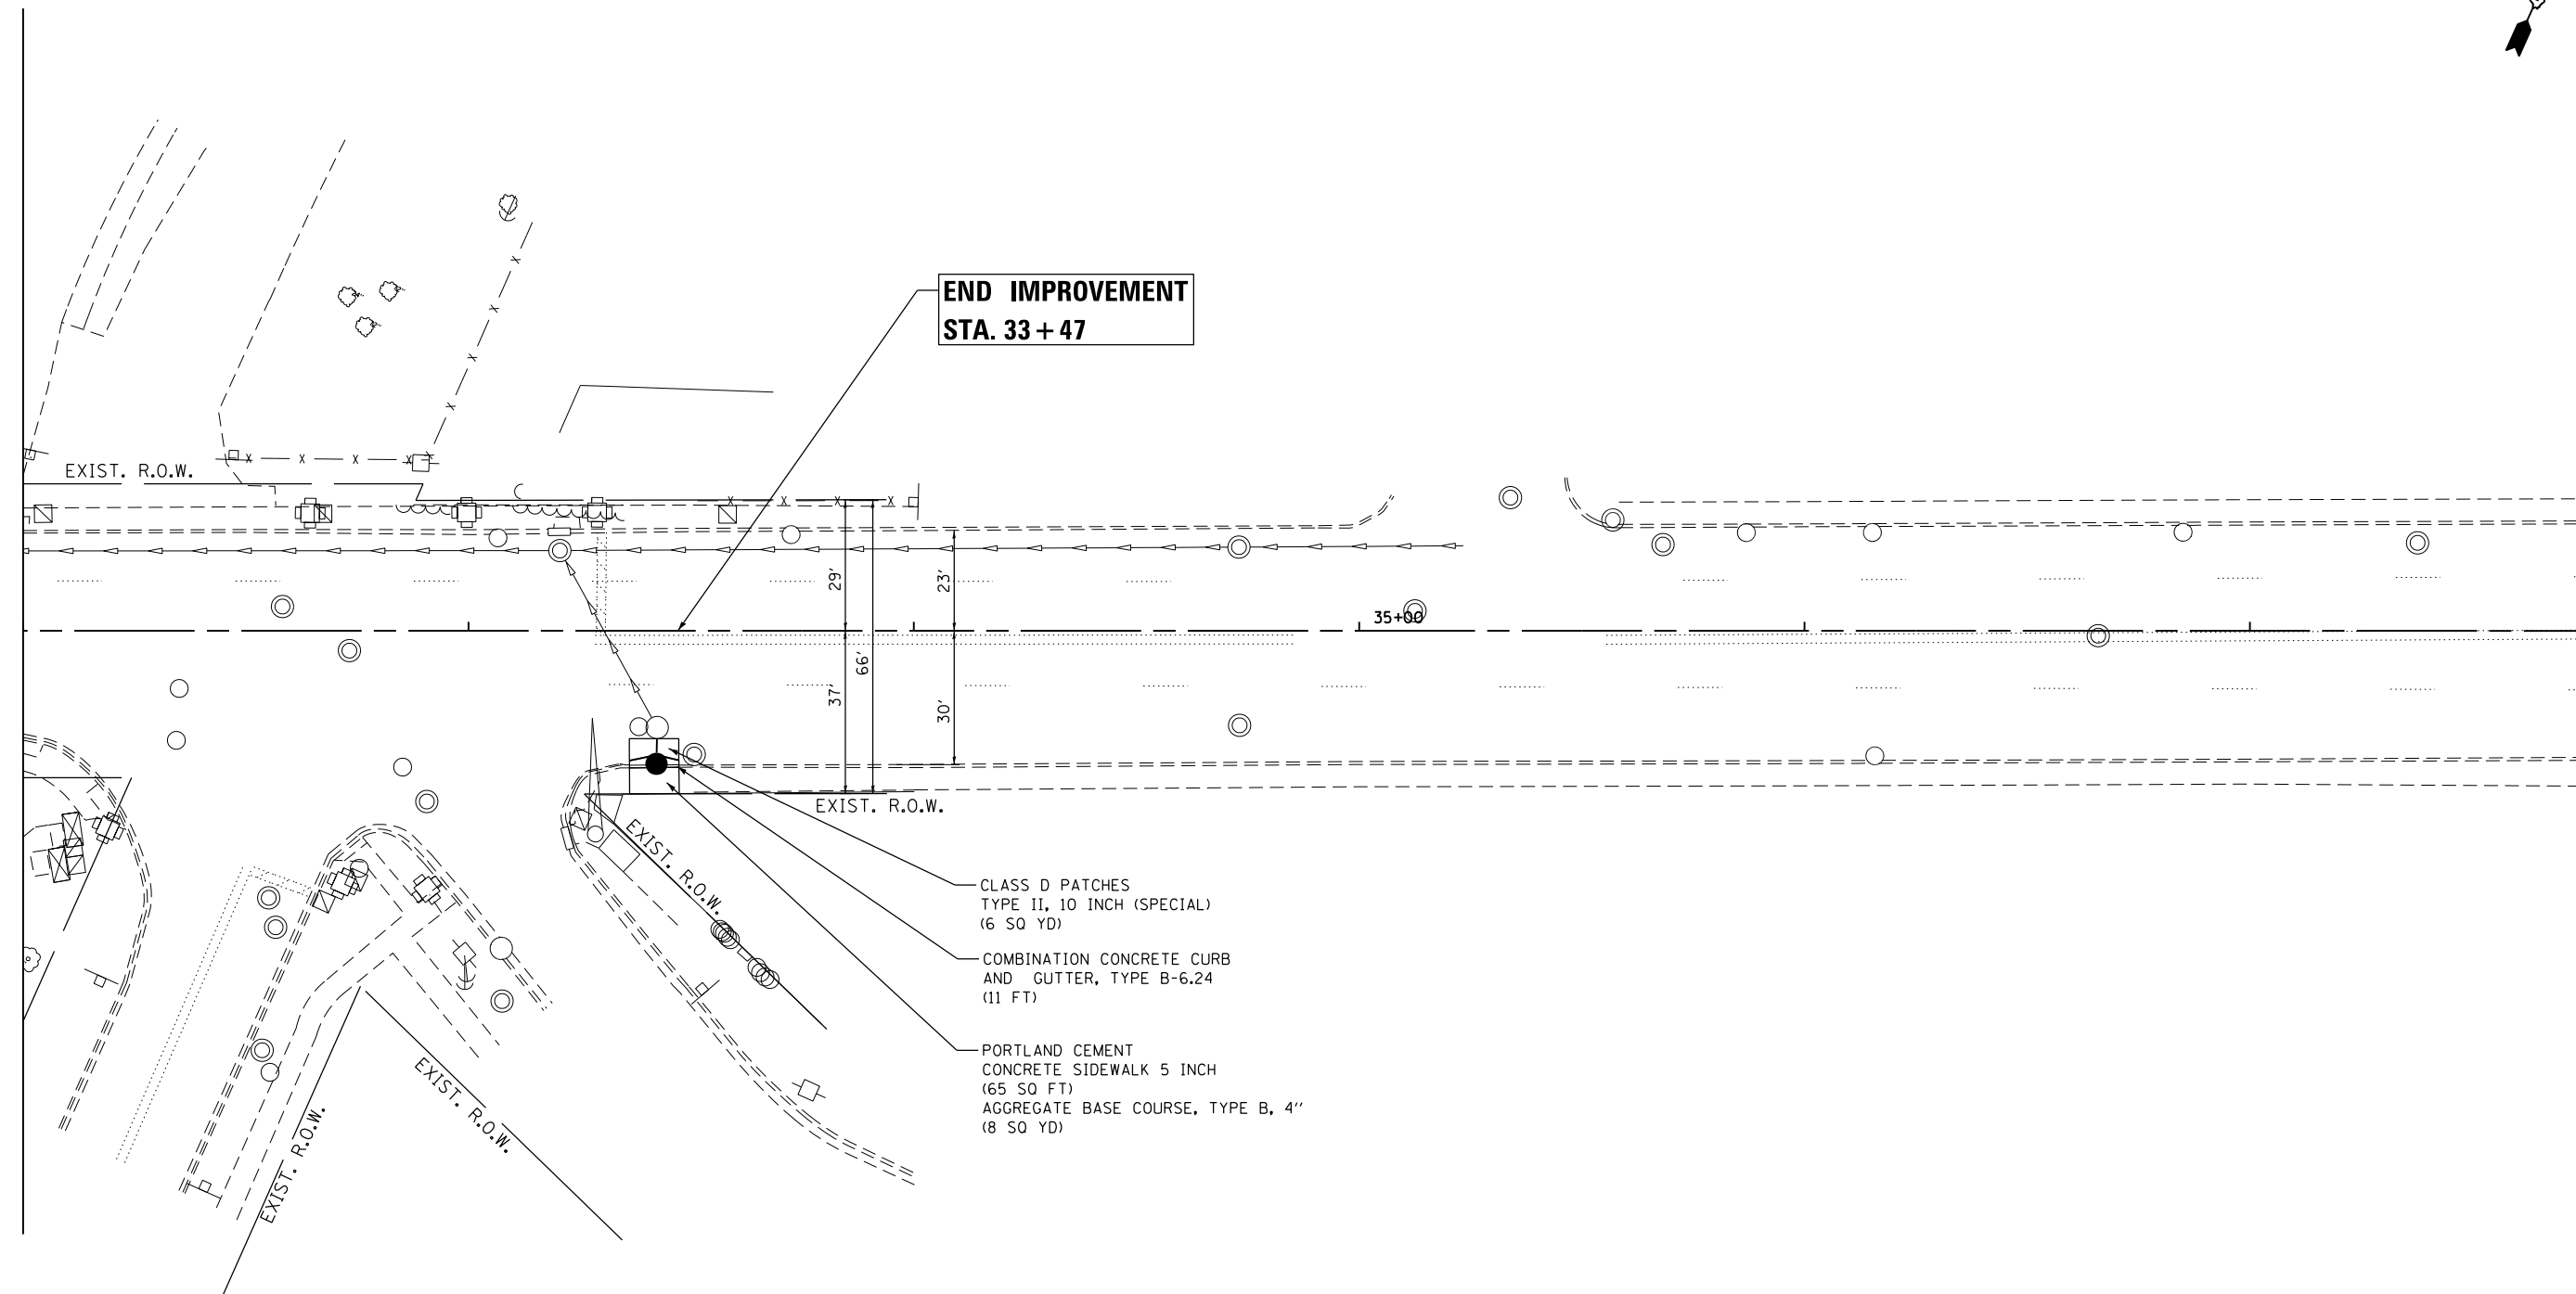 END IMPROVEMENT
STA. 33+47
EXIST. R.O.W.
29'
23'
35+00
66'
37'
30'
EXIST. R.O.W.
EXIST. R.O.W.
CLASS D PATCHES
TYPE II, 10 INCH (SPECIAL)
(6 SQ YD)
COMBINATION CONCRETE CURB
AND GUTTER, TYPE B-6.24
(11 FT)
PORTLAND CEMENT
CONCRETE SIDEWALK 5 INCH
(65 SQ FT)
AGGREGATE BASE COURSE, TYPE B, 4''
(8 SQ YD)
EXIST. R.O.W.
EXIST. R.O.W.